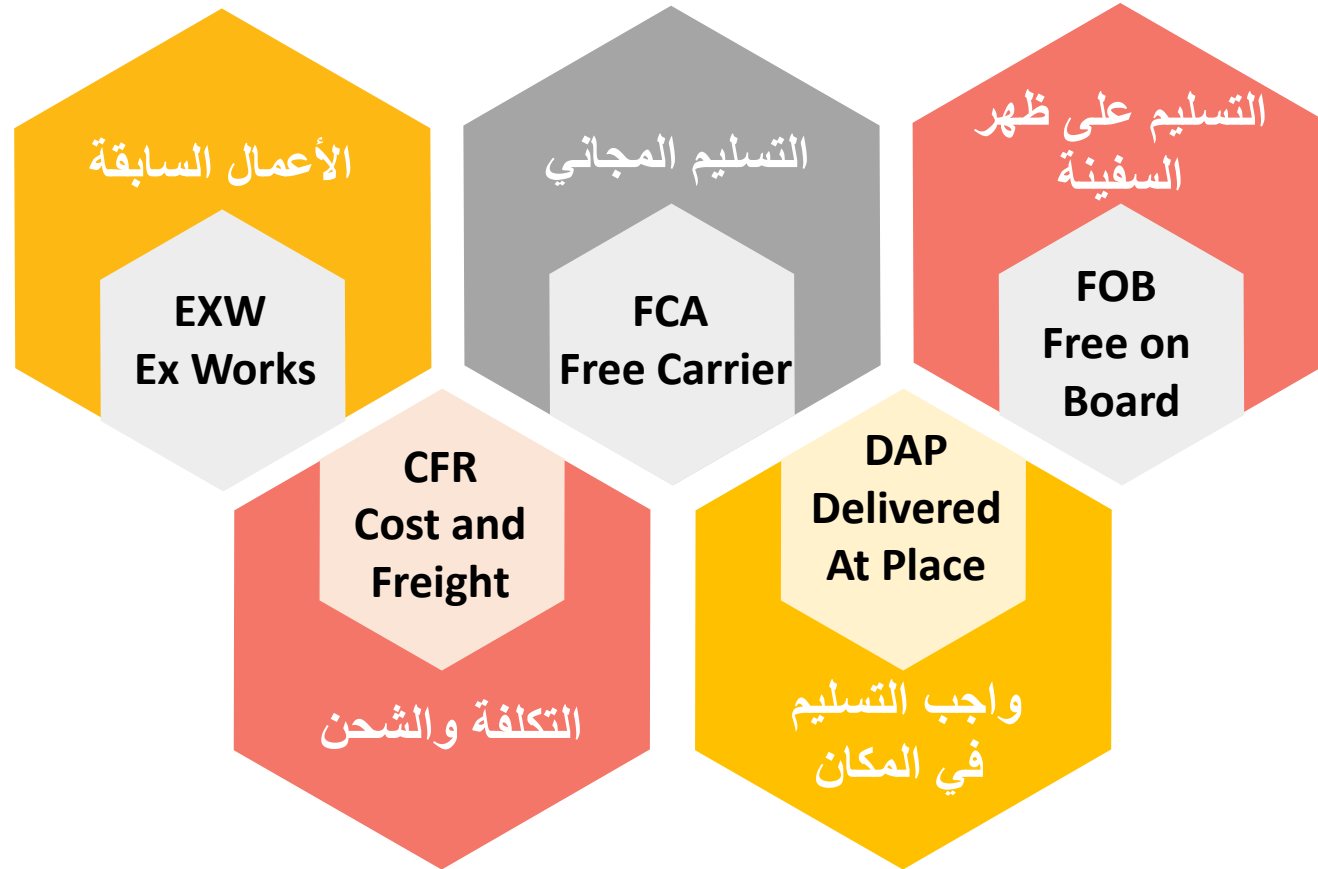 الأعمال السابقة
EXW
Ex Works
التسليم المجاني
FCA
Free Carrier
التسليم على ظهر
السفينة
FOB
Free on
Board
CFR
Cost and
Freight
التكلفة والشحن
DAP
Delivered
At Place
واجب التسليم
في المكان